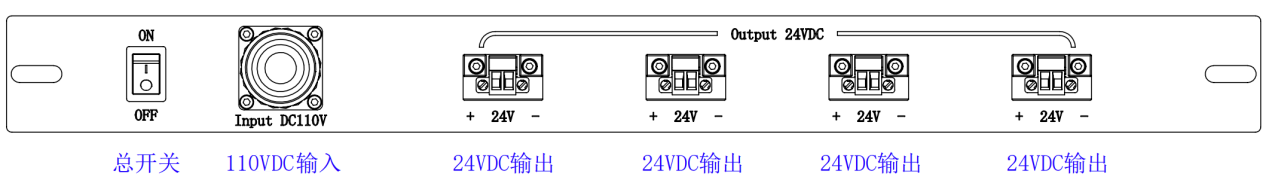 ON
Output 24VDC
OFF
Input DC110V
+ 24V −
+ 24V −
+ 24V −
+ 24V −
总开关
110VDC输入
24VDC输出
24VDC输出
24VDC输出
24VDC输出